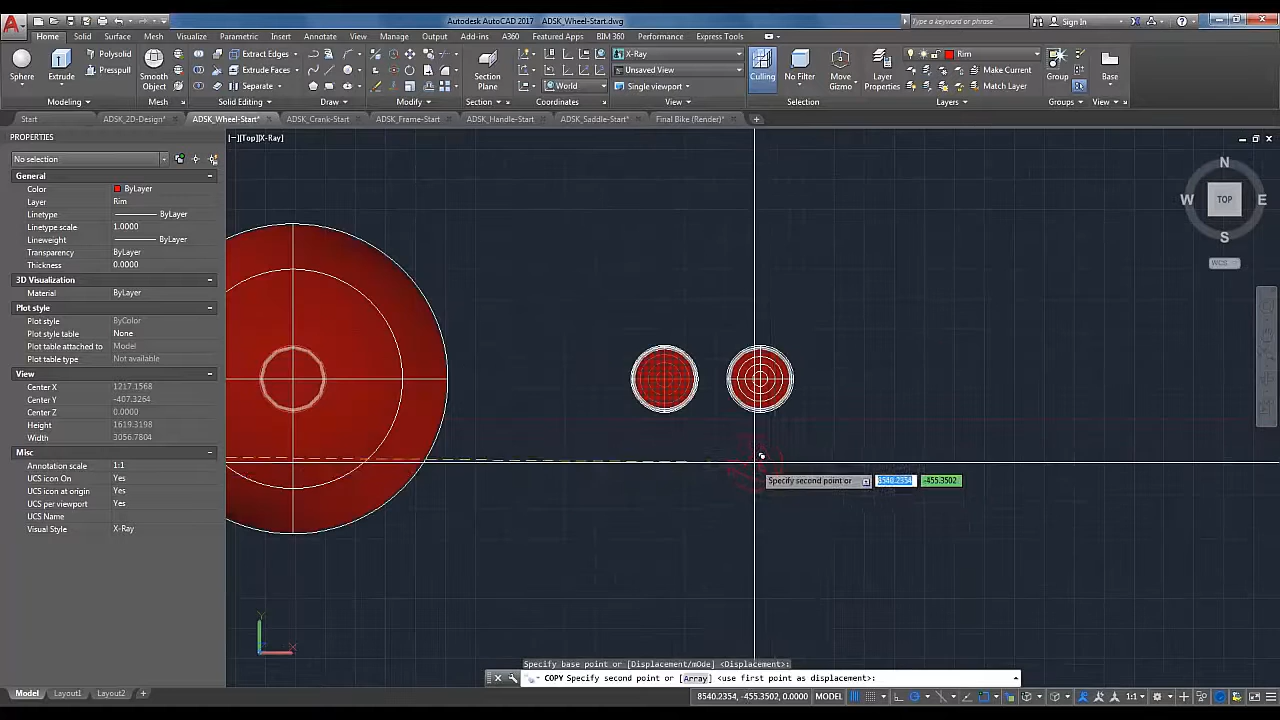 Autodesk AutoCAD 2017 ADSK_Wheel-Start.dwg
Type a keyword or phrase
Sign In
Home Solid Surface Mesh Visualize Parametric Insert Annotate View Manage Output Add-ins A360 Featured Apps BIM 360 Performance Express Tools
Sphere
Extrude
Polysolid
Presspull
Smooth Object
Extract Edges
Extrude Faces
Separate
Section Plane
World
X-Ray
Unsaved View
Single viewport
Culling
No Filter
Move Gizmo
Layer Properties
Rim
Make Current
Match Layer
Group
Base
Modeling
Mesh
Solid Editing
Draw
Modify
Section
Coordinates
View
Selection
Layers
Groups
View
Start ADSK_2D-Design* ADSK_Wheel-Start* ADSK_Crank-Start ADSK_Frame-Start ADSK_Handle-Start ADSK_Saddle-Start* Final Bike (Render)*
PROPERTIES
[−][Top][X-Ray]
No selection
General
Color ByLayer
Layer Rim
Linetype ByLayer
Linetype scale 1.0000
Lineweight ByLayer
Transparency ByLayer
Thickness 0.0000
3D Visualization
Material ByLayer
Plot style
Plot style ByColor
Plot style table None
Plot table attached to Model
Plot table type Not available
View
Center X 1217.1568
Center Y -407.3264
Center Z 0.0000
Height 1619.3198
Width 3056.7804
Misc
Annotation scale 1:1
UCS icon On Yes
UCS icon at origin Yes
UCS per viewport Yes
UCS Name
Visual Style X-Ray
N
W TOP E
S
WCS
Specify second point or 8540.2354 -455.3502
Y
X
Specify base point or [Displacement/mOde] <Displacement>:
COPY Specify second point or [Array] <use first point as displacement>:
Model Layout1 Layout2 +
8540.2354, -455.3502, 0.0000 MODEL 1:1